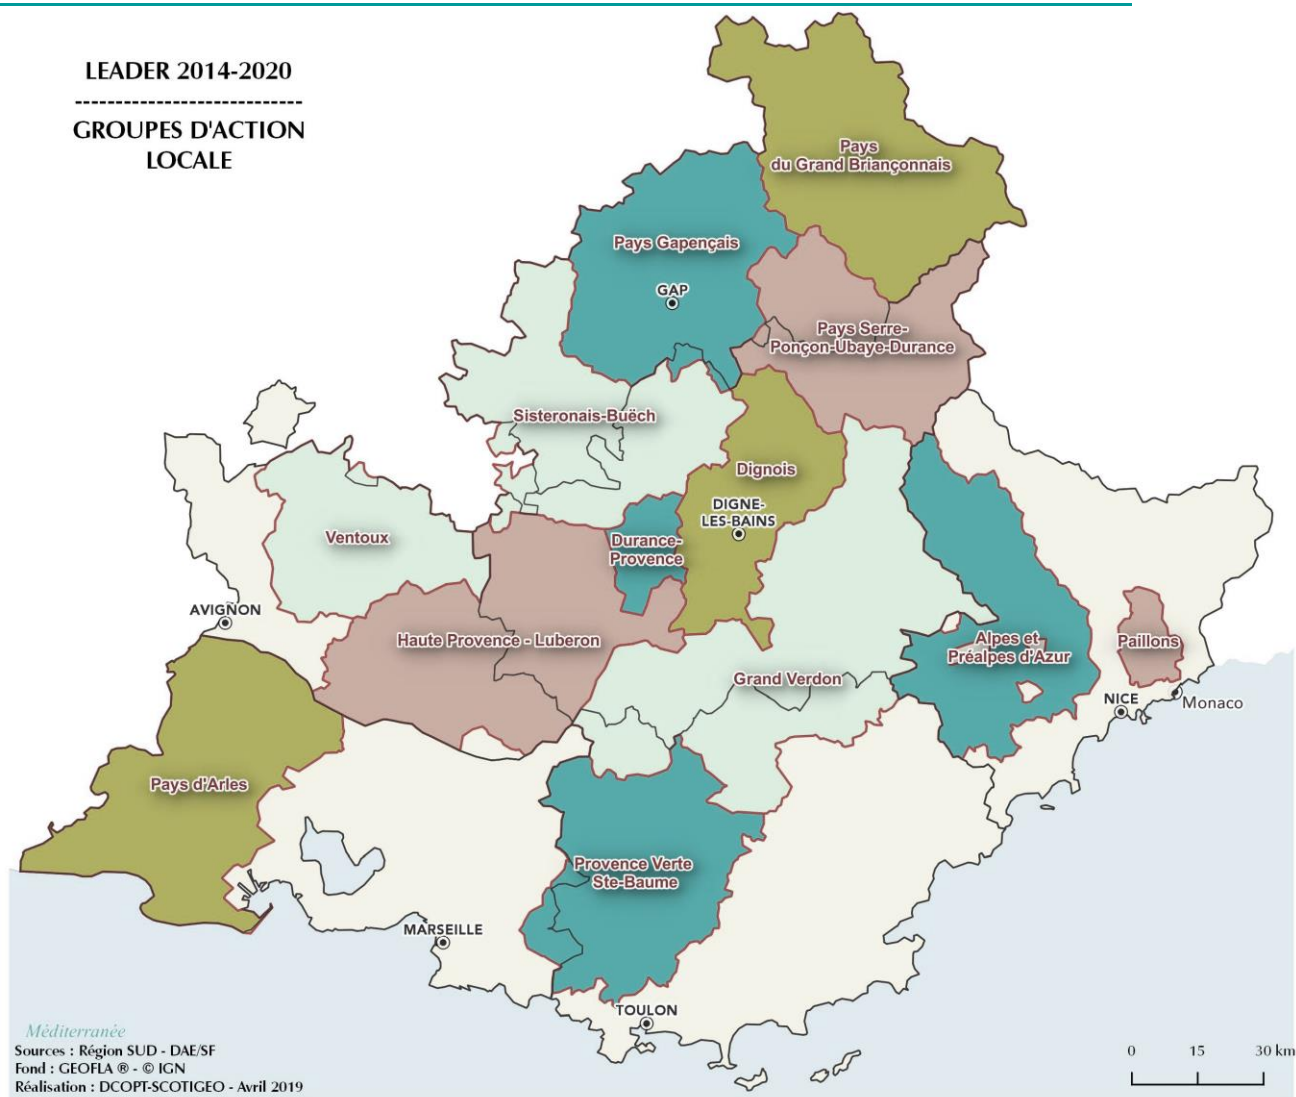 LEADER 2014-2020
----------------------------
GROUPES D'ACTION
LOCALE
Pays
du Grand Briançonnais
Pays Gapençais
GAP
Pays Serre-
Ponçon-Ubaye-Durance
Sisteronais-Buëch
Dignois
DIGNE-
LES-BAINS
Ventoux
Durance-
Provence
AVIGNON
Haute Provence - Luberon
Alpes et
Préalpes d'Azur
Paillons
Grand Verdon
NICE
Monaco
Pays d'Arles
Provence Verte
Ste-Baume
MARSEILLE
TOULON
Méditerranée
Sources : Région SUD - DAE/SF
Fond : GEOFLA ® - © IGN
Réalisation : DCOPT-SCOTIGEO - Avril 2019
0 15 30 km